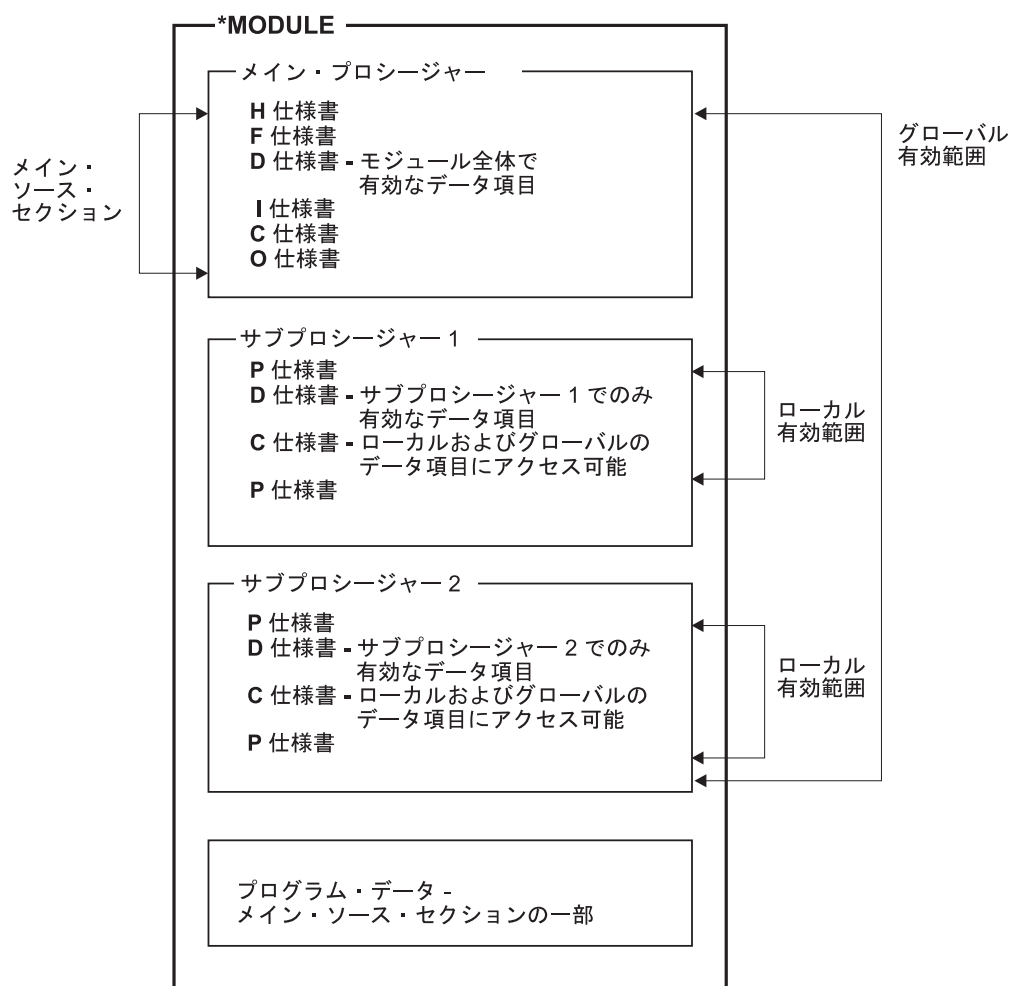 *MODULE
メイン・プロシージャー
H 仕様書
F 仕様書
D 仕様書 - モジュール全体で
有効なデータ項目
I 仕様書
C 仕様書
O 仕様書
メイン・
ソース・
セクション
グローバル
有効範囲
サブプロシージャー 1
P 仕様書
D 仕様書 - サブプロシージャー 1 でのみ
有効なデータ項目
C 仕様書 - ローカルおよびグローバルの
データ項目にアクセス可能
P 仕様書
ローカル
有効範囲
サブプロシージャー 2
P 仕様書
D 仕様書 - サブプロシージャー 2 でのみ
有効なデータ項目
C 仕様書 - ローカルおよびグローバルの
データ項目にアクセス可能
P 仕様書
ローカル
有効範囲
プログラム・データ -
メイン・ソース・セクションの一部